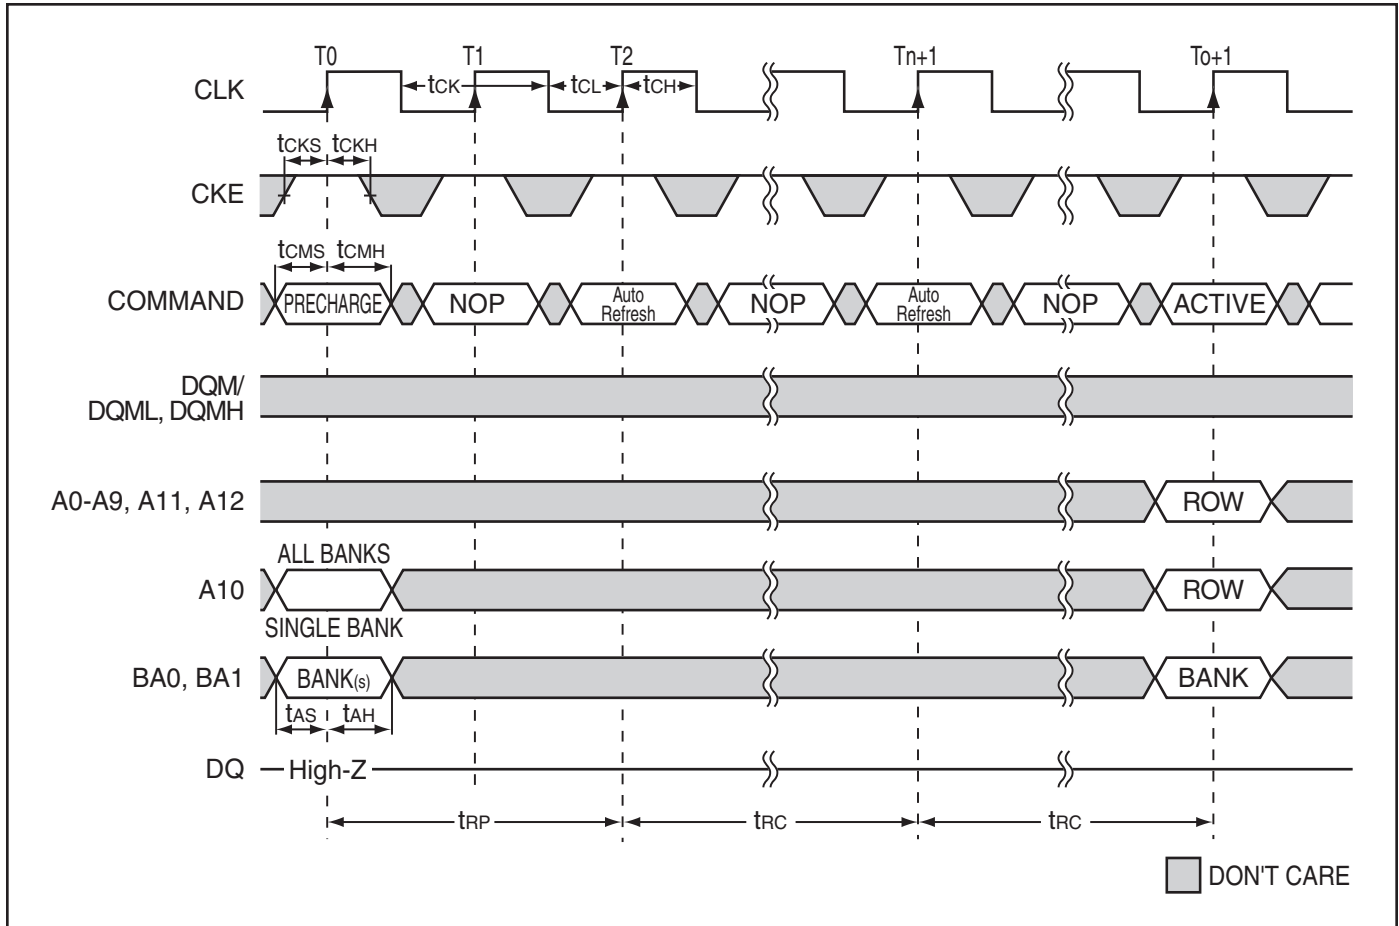 T0 T1 T2 Tn+1 To+1
CLK tCK tCL tCH
tCKS tCKH
CKE
tCMS tCMH
COMMAND PRECHARGE NOP Auto Refresh NOP Auto Refresh NOP ACTIVE
DQM/
DQML, DQMH
A0-A9, A11, A12 ROW
ALL BANKS
A10 ROW
SINGLE BANK
BA0, BA1 BANK(s) BANK
tAS tAH
DQ High-Z
tRP tRC tRC
DON'T CARE